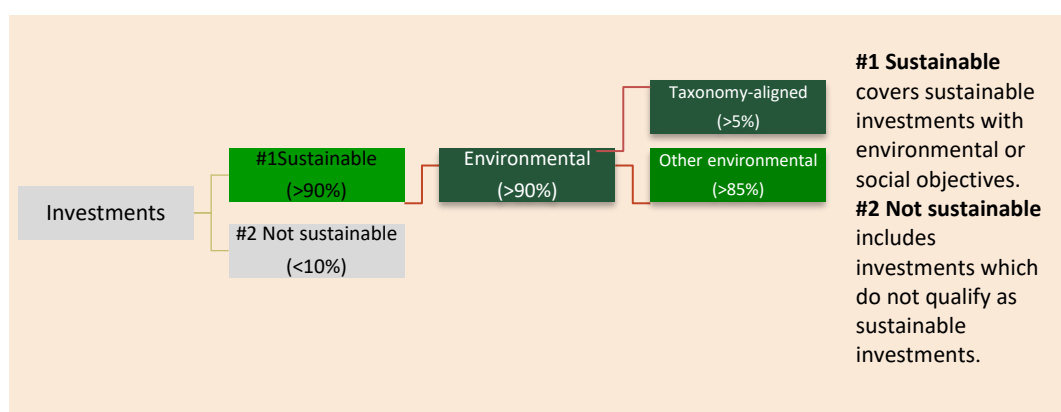 Investments
#1Sustainable
(>90%)
#2 Not sustainable
(<10%)
Environmental
(>90%)
Taxonomy-aligned
(>5%)
Other environmental
(>85%)
#1 Sustainable
covers sustainable
investments with
environmental or
social objectives.
#2 Not sustainable
includes
investments which
do not qualify as
sustainable
investments.